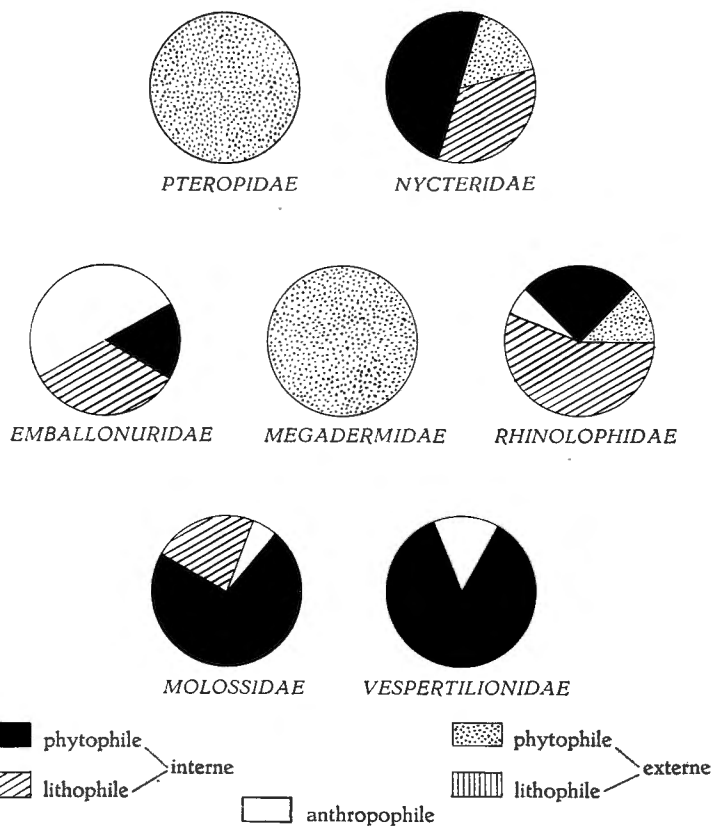 PTEROPIDAE NYCTERIDAE
EMBALLONURIDAE MEGADERMIDAE RHINOLOPHIDAE
MOLOSSIDAE VESPERTILIONIDAE
phytophile phytophile
interne externe
lithophile lithophile
anthropophile